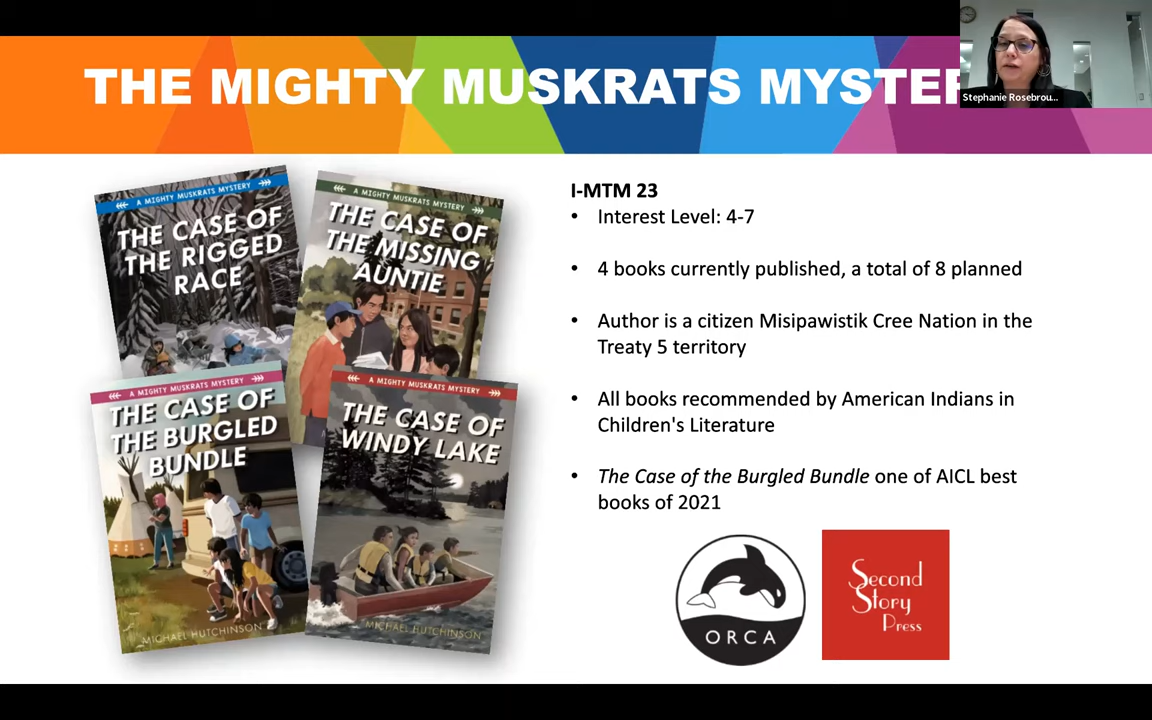 THE MIGHTY MUSKRATS MYSTER
Stephanie Rosebrou...
A MIGHTY MUSKRATS MYSTERY
THE CASE OF
THE RIGGED
RACE
A MIGHTY MUSKRATS MYSTERY
THE CASE OF
THE MISSING
AUNTIE
A MIGHTY MUSKRATS MYSTERY
THE CASE OF
THE BURGLED
BUNDLE
MICHAEL HUTCHINSON
A MIGHTY MUSKRATS MYSTERY
THE CASE OF
WINDY LAKE
MICHAEL HUTCHINSON
I-MTM 23
• Interest Level: 4-7
• 4 books currently published, a total of 8 planned
• Author is a citizen Misipawistik Cree Nation in the
Treaty 5 territory
• All books recommended by American Indians in
Children's Literature
• The Case of the Burgled Bundle one of AICL best
books of 2021
ORCA
Second
Story
Press